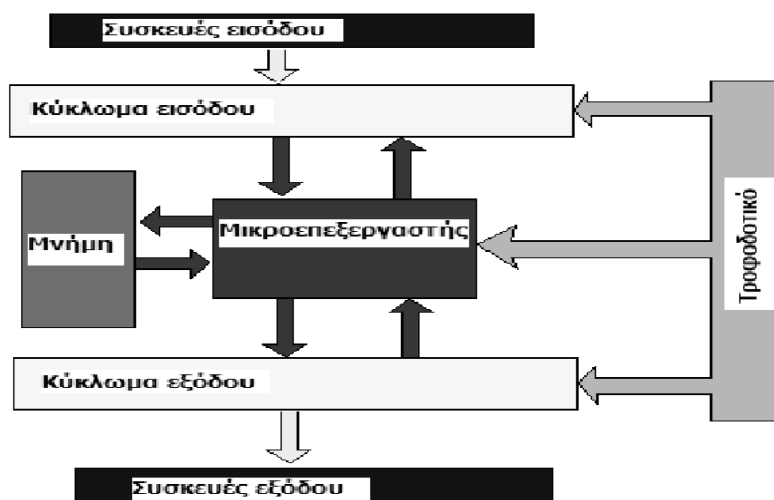 Συσκευές εισόδου
Κύκλωμα εισόδου
Μικροεπεξεργαστής
Μνήμη
Τροφοδοτικό
Κύκλωμα εξόδου
Συσκευές εξόδου